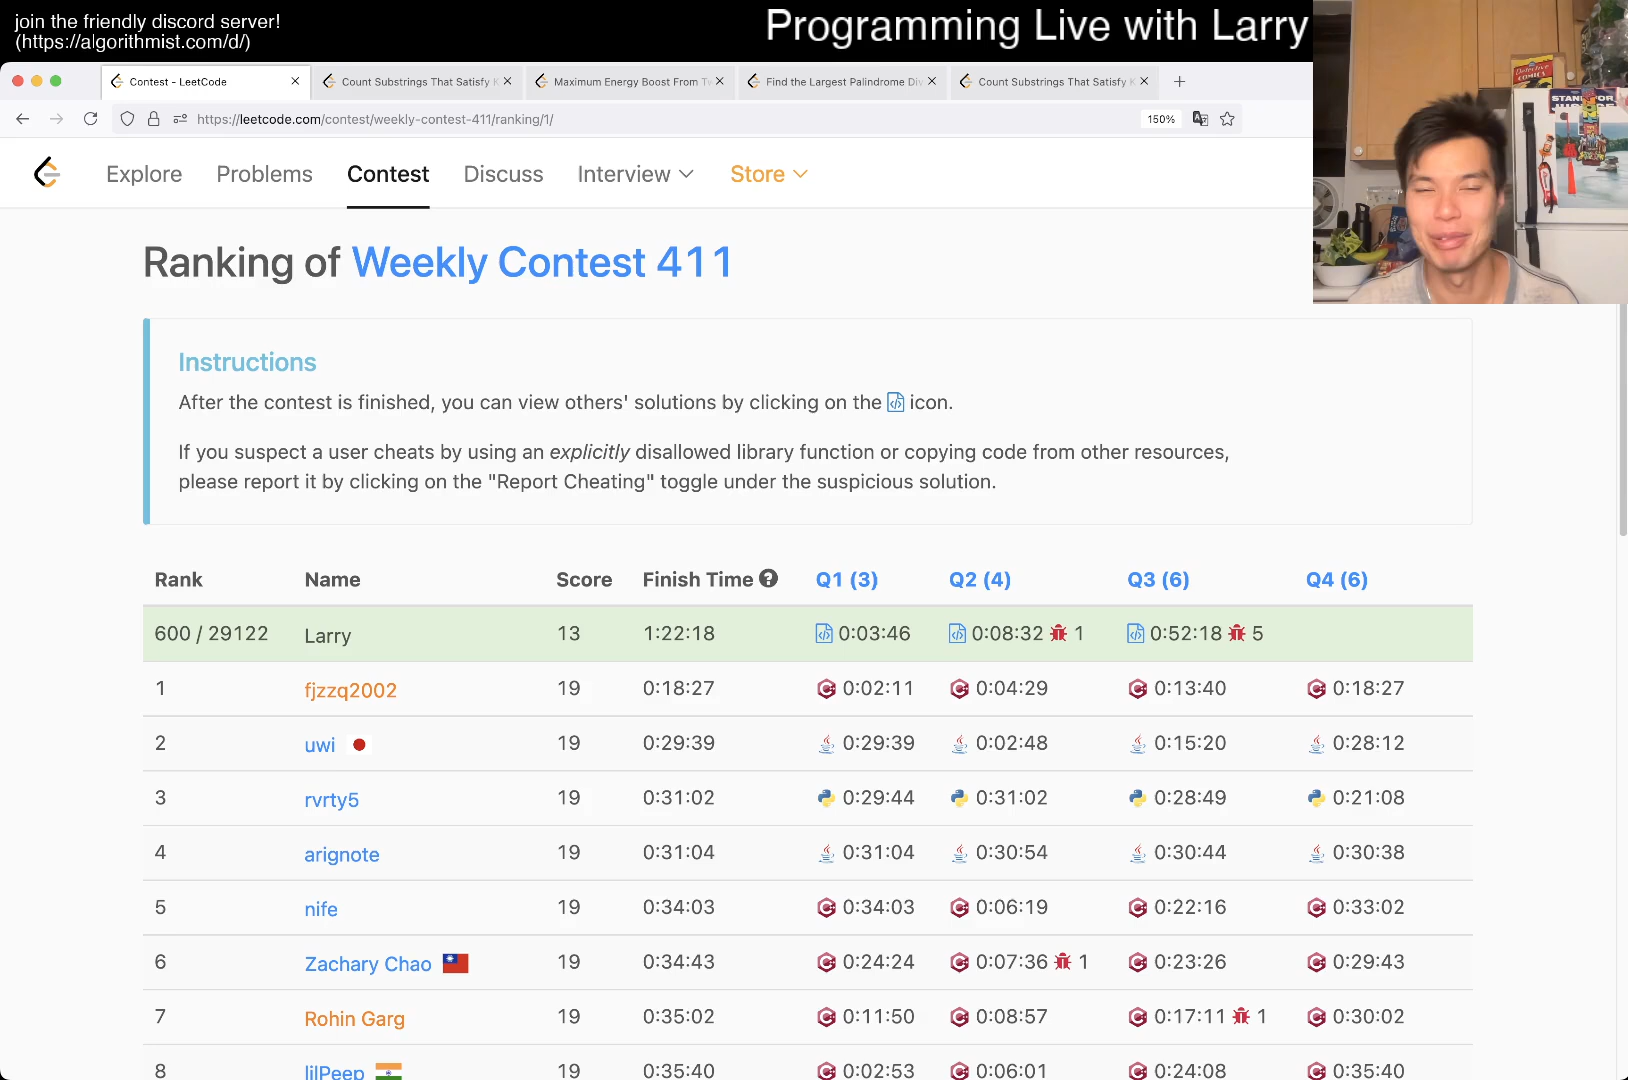 join the friendly discord server!
(https://algorithmist.com/d/)
Programming Live with Larry
Contest - LeetCode
Count Substrings That Satisfy K
Maximum Energy Boost From Tw
Find the Largest Palindrome Div
Count Substrings That Satisfy K
https://leetcode.com/contest/weekly-contest-411/ranking/1/
150%
Explore Problems Contest Discuss Interview Store
Ranking of Weekly Contest 411
Instructions
After the contest is finished, you can view others' solutions by clicking on the icon.
If you suspect a user cheats by using an explicitly disallowed library function or copying code from other resources,
please report it by clicking on the "Report Cheating" toggle under the suspicious solution.
Rank Name Score Finish Time Q1 (3) Q2 (4) Q3 (6) Q4 (6)
600 / 29122 Larry 13 1:22:18 0:03:46 0:08:32 1 0:52:18 5
1 fjzzq2002 19 0:18:27 0:02:11 0:04:29 0:13:40 0:18:27
2 uwi 19 0:29:39 0:29:39 0:02:48 0:15:20 0:28:12
3 rvrty5 19 0:31:02 0:29:44 0:31:02 0:28:49 0:21:08
4 arignote 19 0:31:04 0:31:04 0:30:54 0:30:44 0:30:38
5 nife 19 0:34:03 0:34:03 0:06:19 0:22:16 0:33:02
6 Zachary Chao 19 0:34:43 0:24:24 0:07:36 1 0:23:26 0:29:43
7 Rohin Garg 19 0:35:02 0:11:50 0:08:57 0:17:11 1 0:30:02
8 lilPeep 19 0:35:40 0:02:53 0:06:01 0:24:08 0:35:40